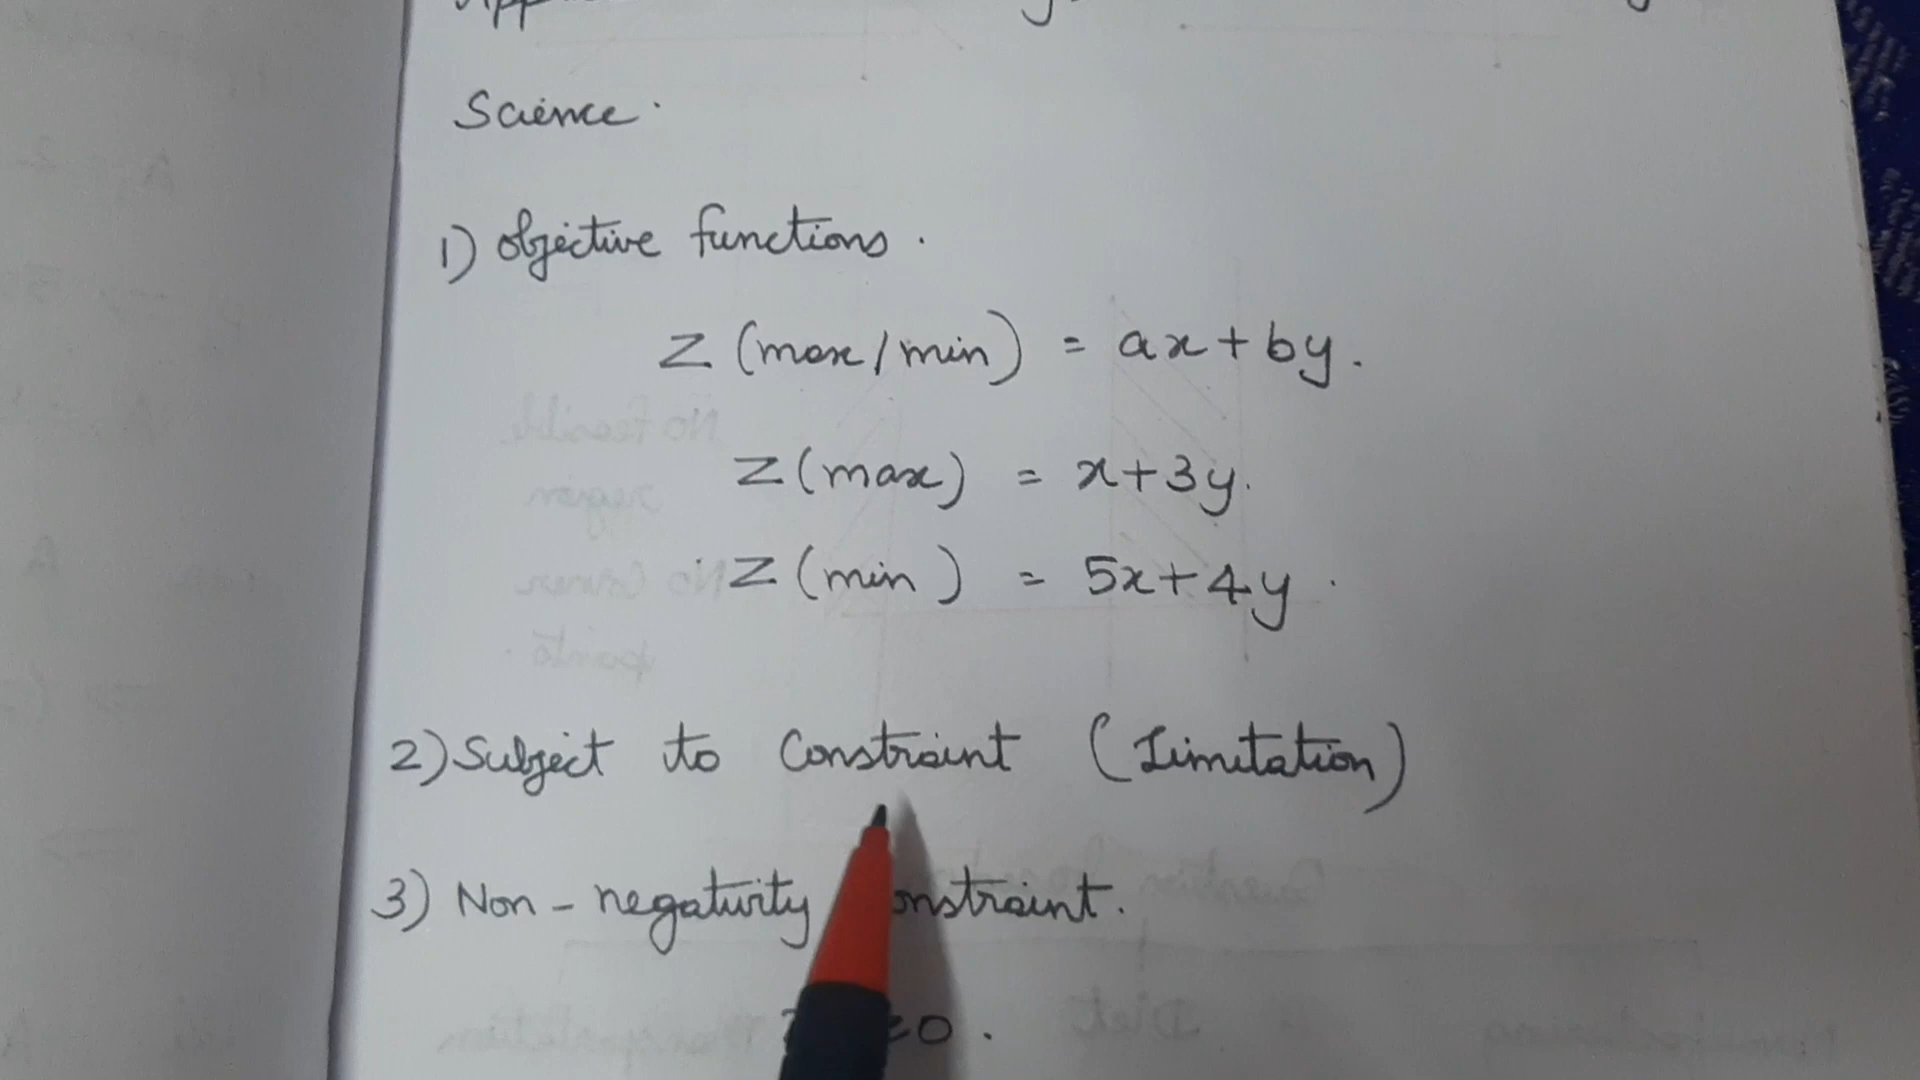 Science.
1) Objective functions.
Z (max/min) = ax + by.
Z (max) = x + 3y.
Z (min) = 5x + 4y.
2) Subject to Constraint (Limitation)
3) Non-negativity onstraint.
≥0.